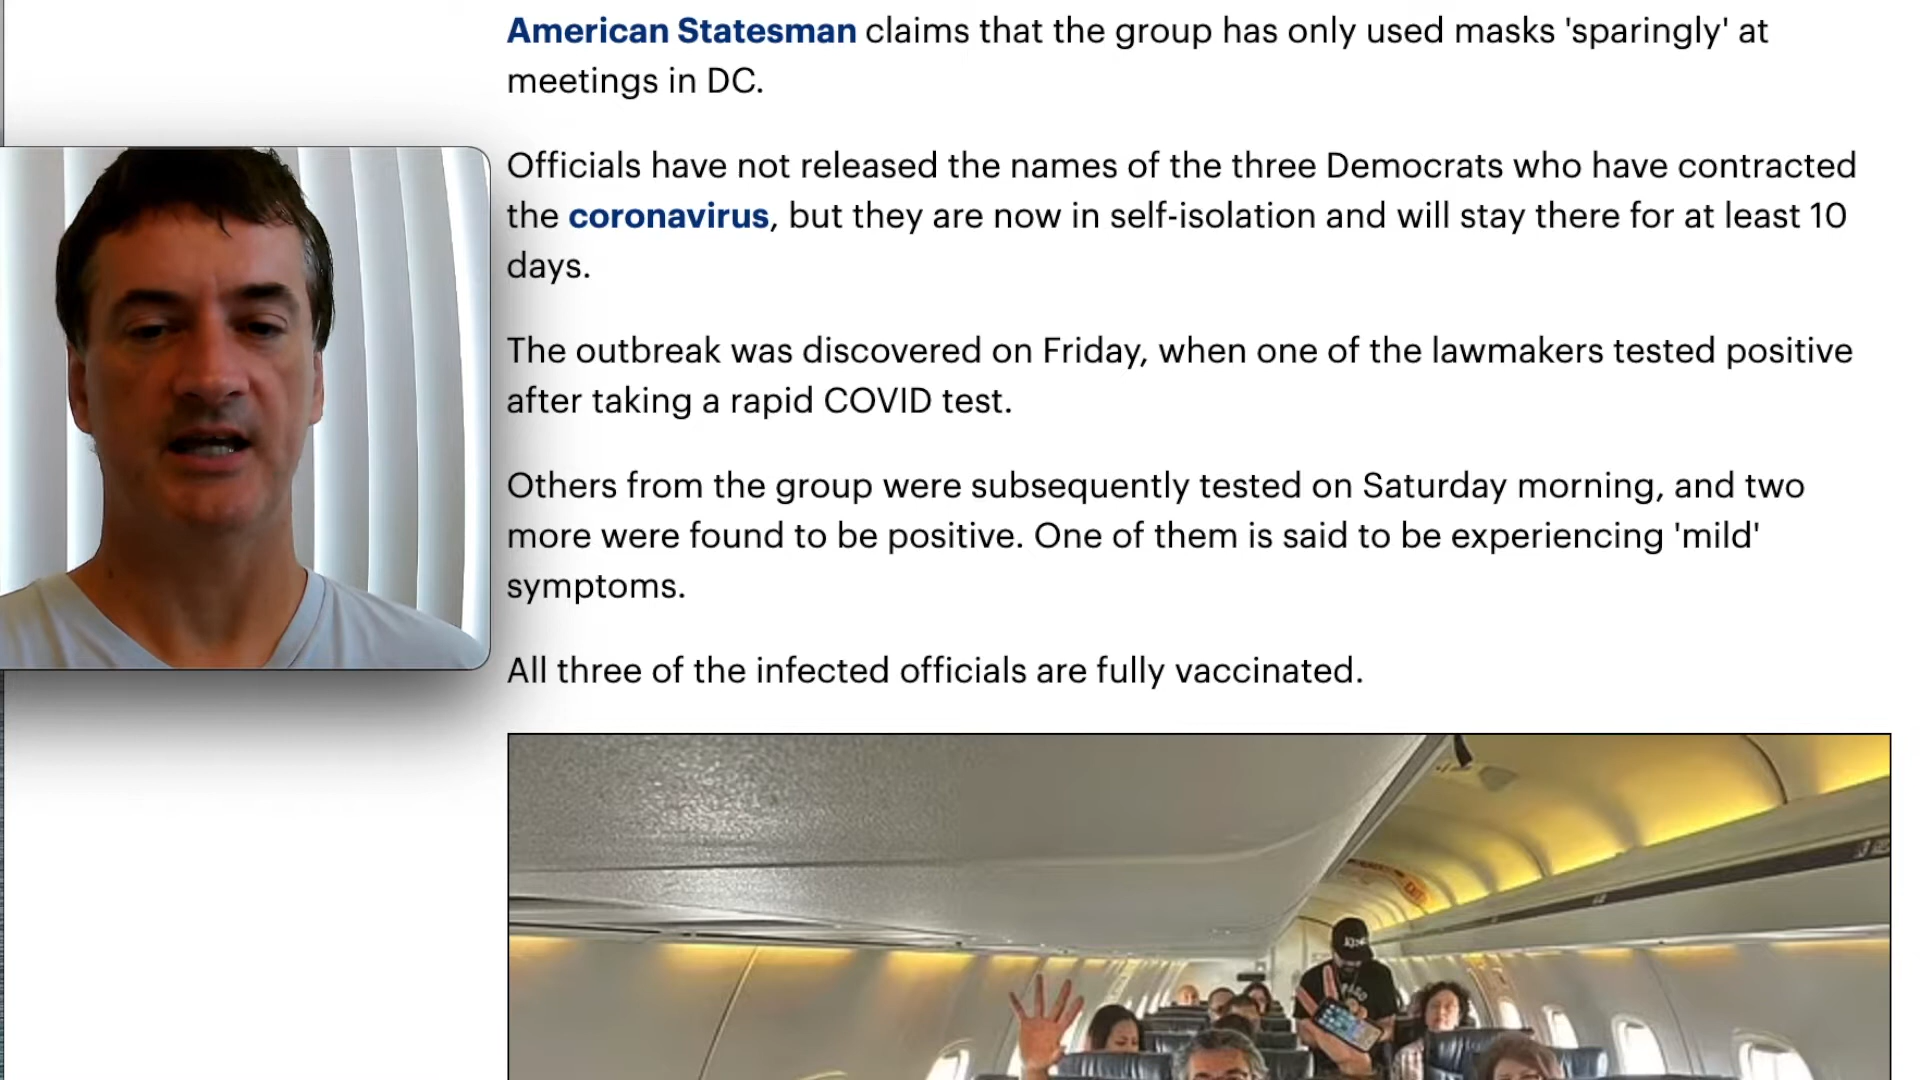 American Statesman claims that the group has only used masks 'sparingly' at
meetings in DC.
Officials have not released the names of the three Democrats who have contracted
the coronavirus, but they are now in self-isolation and will stay there for at least 10
days.
The outbreak was discovered on Friday, when one of the lawmakers tested positive
after taking a rapid COVID test.
Others from the group were subsequently tested on Saturday morning, and two
more were found to be positive. One of them is said to be experiencing 'mild'
symptoms.
All three of the infected officials are fully vaccinated.